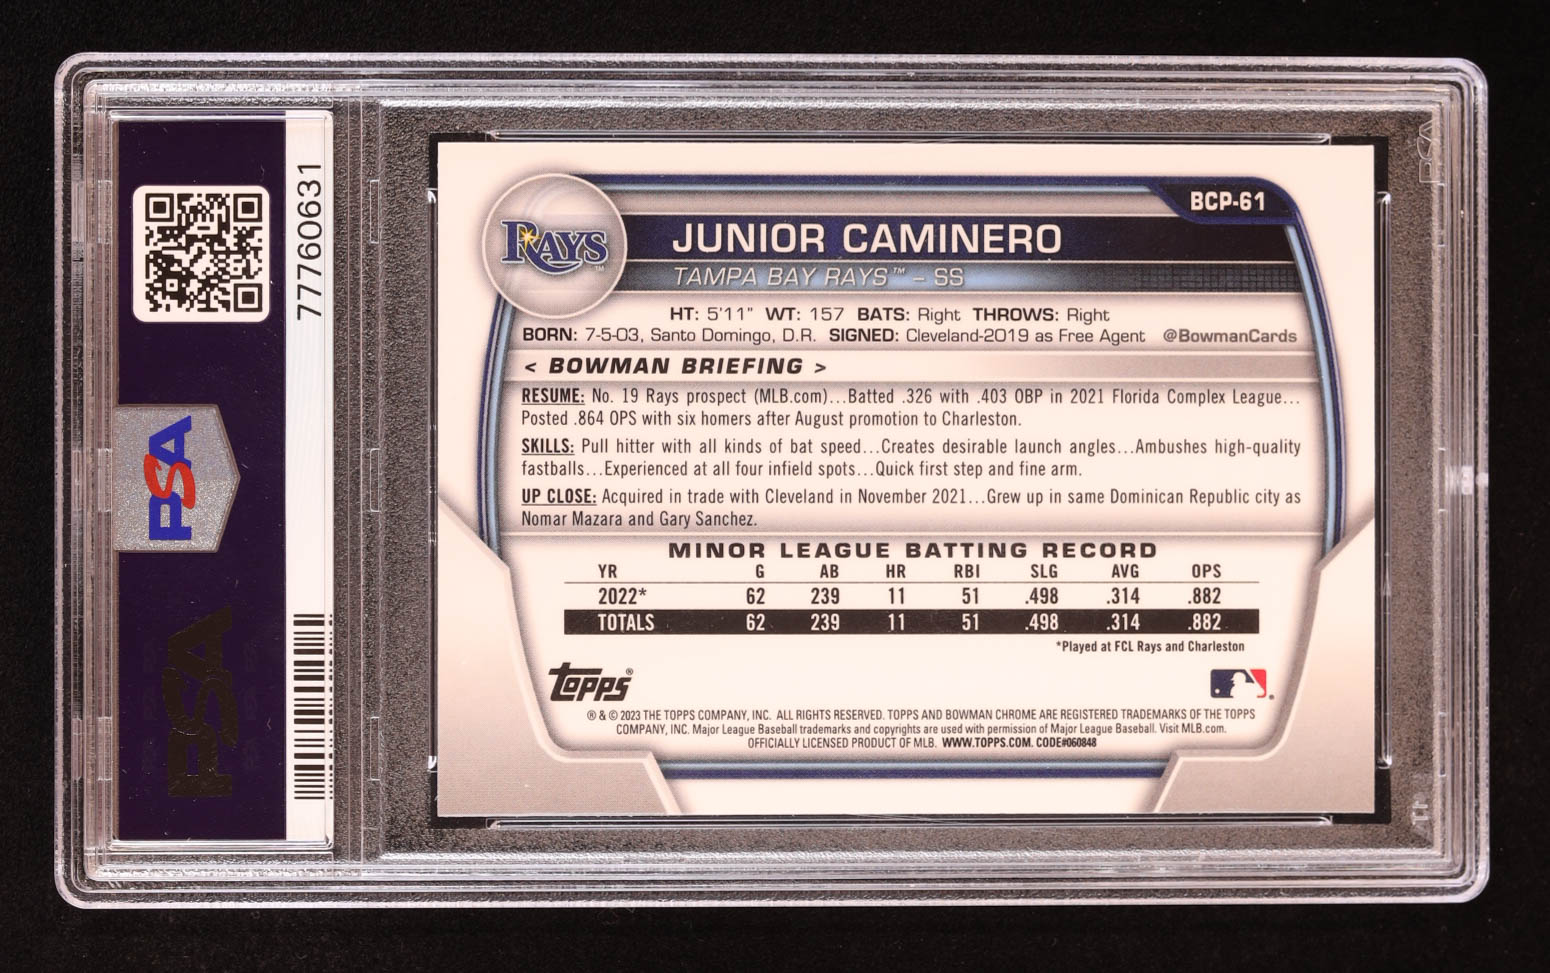 77760631
PSA
PSA
BCP-61
RAYS™
JUNIOR CAMINERO
TAMPA BAY RAYS™ – SS
HT: 5'11" WT: 157 BATS: Right THROWS: Right
BORN: 7-5-03, Santo Domingo, D.R. SIGNED: Cleveland-2019 as Free Agent @BowmanCards
< BOWMAN BRIEFING >
RESUME: No. 19 Rays prospect (MLB.com)...Batted .326 with .403 OBP in 2021 Florida Complex League...
Posted .864 OPS with six homers after August promotion to Charleston.
SKILLS: Pull hitter with all kinds of bat speed...Creates desirable launch angles...Ambushes high-quality
fastballs...Experienced at all four infield spots...Quick first step and fine arm.
UP CLOSE: Acquired in trade with Cleveland in November 2021...Grew up in same Dominican Republic city as
Nomar Mazara and Gary Sanchez.
MINOR LEAGUE BATTING RECORD
YR G AB HR RBI SLG AVG OPS
2022* 62 239 11 51 .498 .314 .882
TOTALS 62 239 11 51 .498 .314 .882
*Played at FCL Rays and Charleston
Topps®
® & © 2023 THE TOPPS COMPANY, INC. ALL RIGHTS RESERVED. TOPPS AND BOWMAN CHROME ARE REGISTERED TRADEMARKS OF THE TOPPS
COMPANY, INC. Major League Baseball trademarks and copyrights are used with permission of Major League Baseball. Visit MLB.com.
OFFICIALLY LICENSED PRODUCT OF MLB. WWW.TOPPS.COM. CODE#060848
PSA